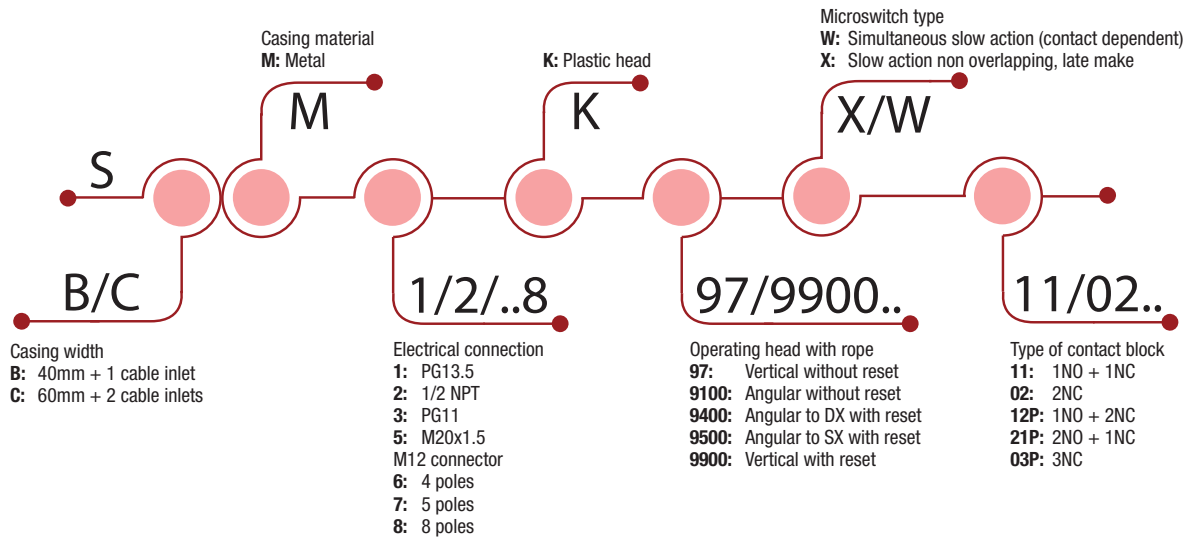 Microswitch type
W: Simultaneous slow action (contact dependent)
X: Slow action non overlapping, late make
Casing material
M: Metal
K: Plastic head
M
K
X/W
S
B/C
1/2/..8
97/9900..
11/02..
Casing width
B: 40mm + 1 cable inlet
C: 60mm + 2 cable inlets
Electrical connection
1: PG13.5
2: 1/2 NPT
3: PG11
5: M20x1.5
M12 connector
6: 4 poles
7: 5 poles
8: 8 poles
Operating head with rope
97: Vertical without reset
9100: Angular without reset
9400: Angular to DX with reset
9500: Angular to SX with reset
9900: Vertical with reset
Type of contact block
11: 1NO + 1NC
02: 2NC
12P: 1NO + 2NC
21P: 2NO + 1NC
03P: 3NC